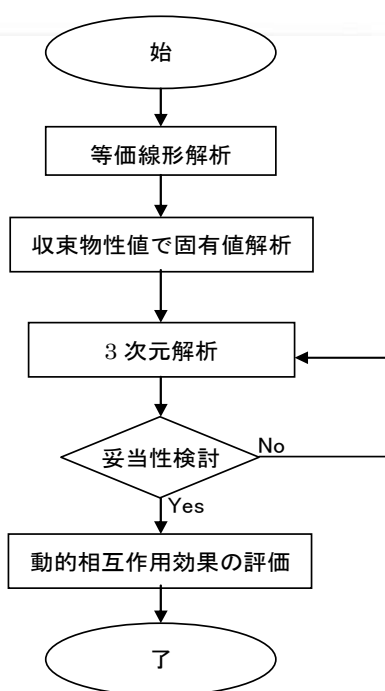 始
等価線形解析
収束物性値で固有値解析
3次元解析
妥当性検討
No
Yes
動的相互作用効果の評価
了